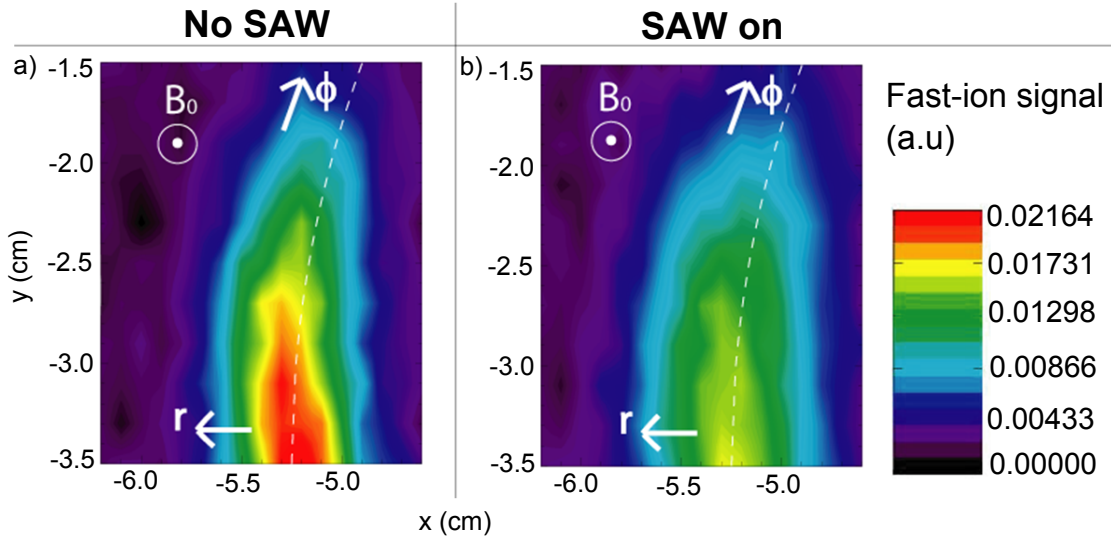 No SAW
SAW on
a)
b)
-1.5
-2.0
-2.5
-3.0
-3.5
y (cm)
B₀
ϕ
r
-6.0
-5.5
-5.0
-1.5
-2.0
-2.5
-3.0
-3.5
B₀
ϕ
r
-6.0
-5.5
-5.0
x (cm)
Fast-ion signal
(a.u)
0.02164
0.01731
0.01298
0.00866
0.00433
0.00000